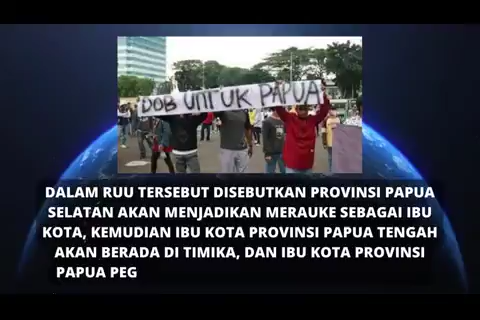 DOB UNTUK PAPUA
DALAM RUU TERSEBUT DISEBUTKAN PROVINSI PAPUA
SELATAN AKAN MENJADIKAN MERAUKE SEBAGAI IBU
KOTA, KEMUDIAN IBU KOTA PROVINSI PAPUA TENGAH
AKAN BERADA DI TIMIKA, DAN IBU KOTA PROVINSI
PAPUA PEG